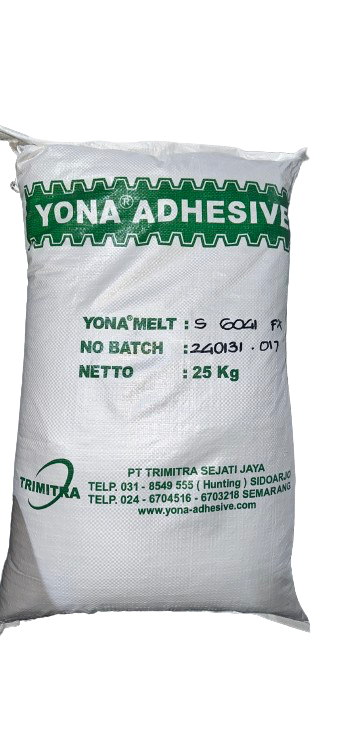 YONA® ADHESIVE
YONA®MELT : S 6041 FX
NO BATCH : 240131 . 017
NETTO : 25 Kg
TRIMITRA
PT TRIMITRA SEJATI JAYA
TELP. 031 - 8549 555 ( Hunting ) SIDOARJO
TELP. 024 - 6704516 - 6703218 SEMARANG
www.yona-adhesive.com